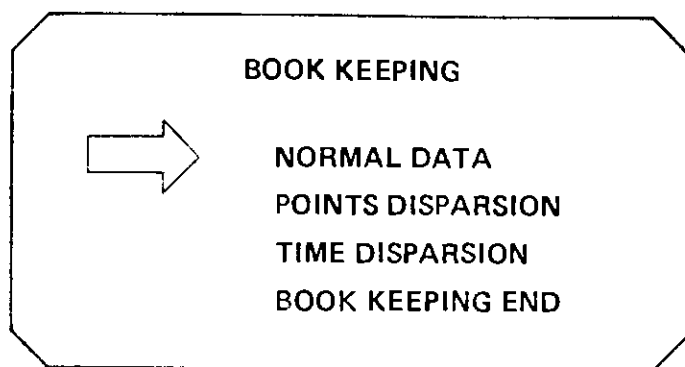 BOOK KEEPING
NORMAL DATA
POINTS DISPARSION
TIME DISPARSION
BOOK KEEPING END